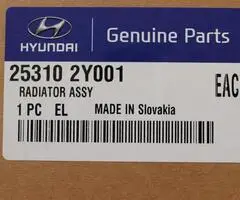 HYUNDAI
Genuine Parts
25310 2Y001
RADIATOR ASSY
1 PC EL MADE IN Slovakia
EAC